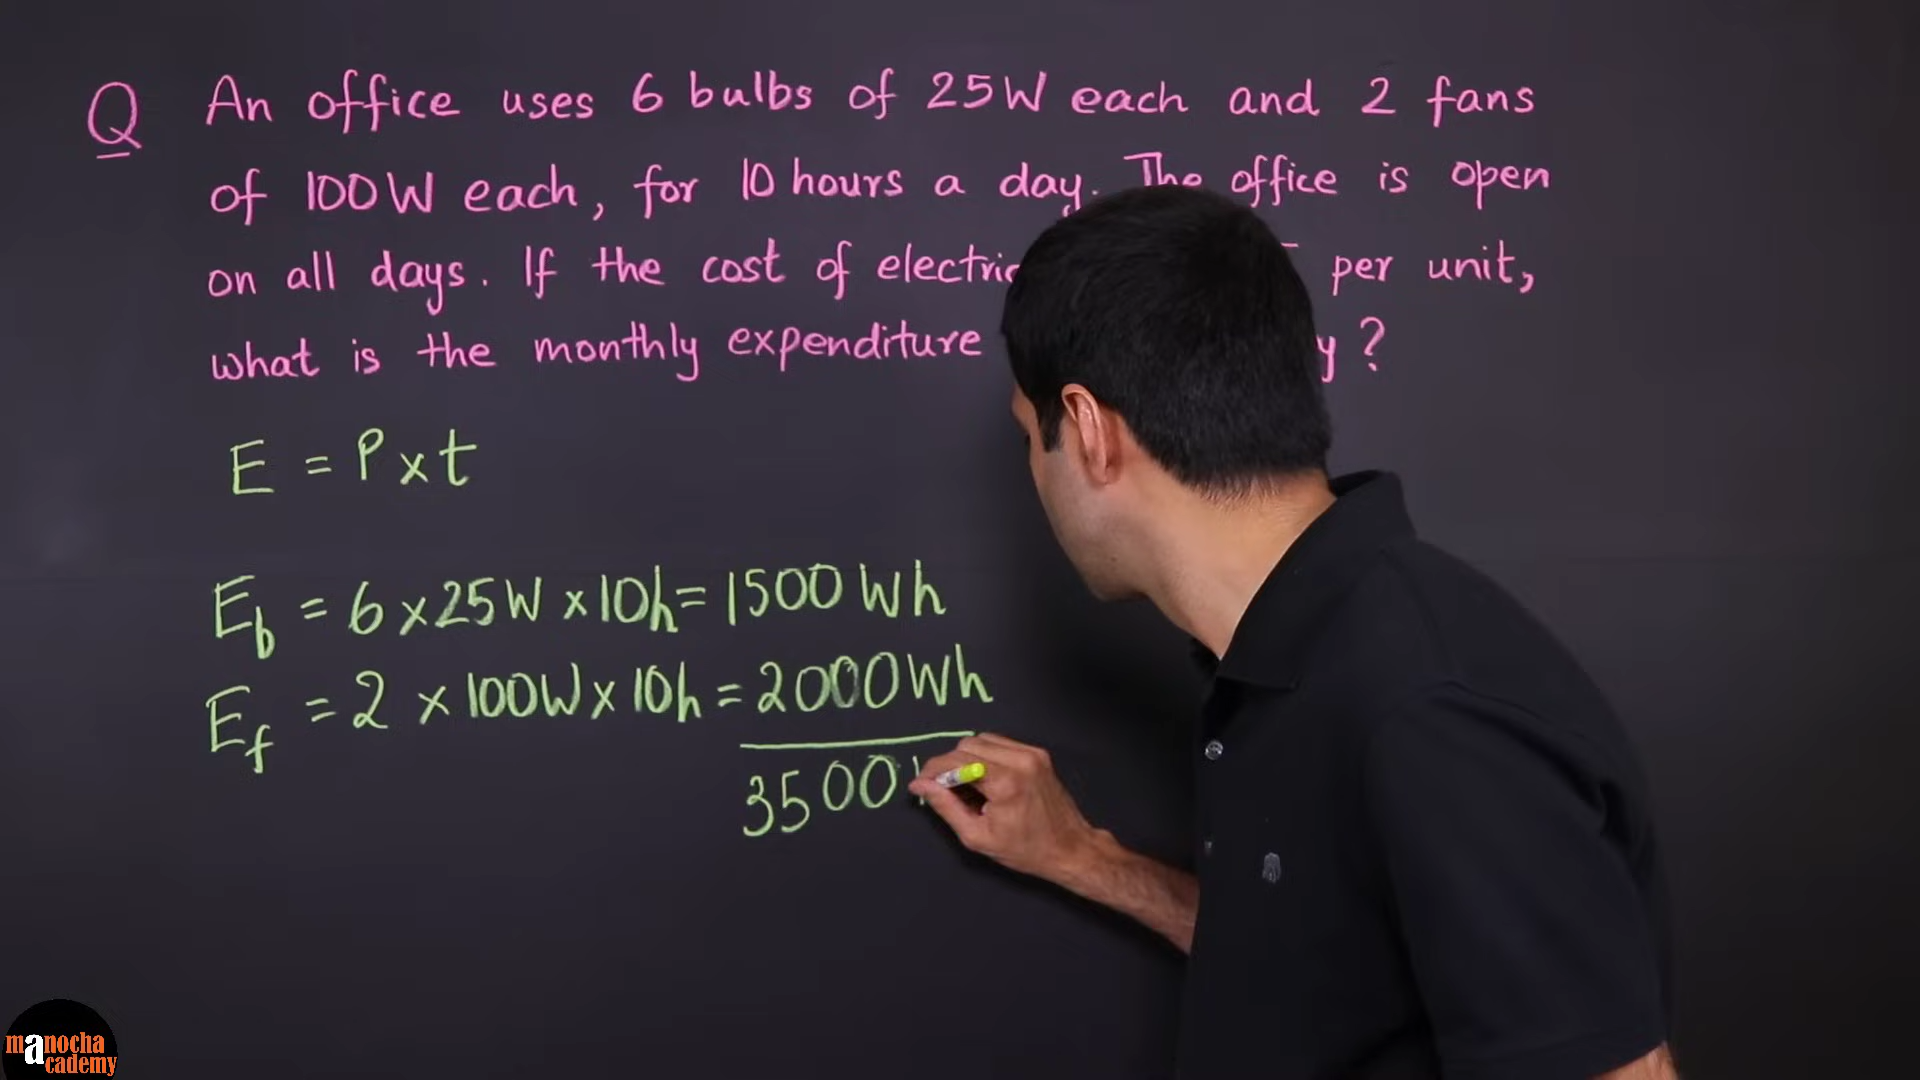 Q An office uses 6 bulbs of 25W each and 2 fans
of 100W each, for 10 hours a day. The office is open
on all days. If the cost of per unit,
what is the monthly expenditure ?
E = P x t
Eb = 6 x 25W x 10h = 1500 Wh
Ef = 2 x 100W x 10h = 2000 Wh
3500
manocha
academy